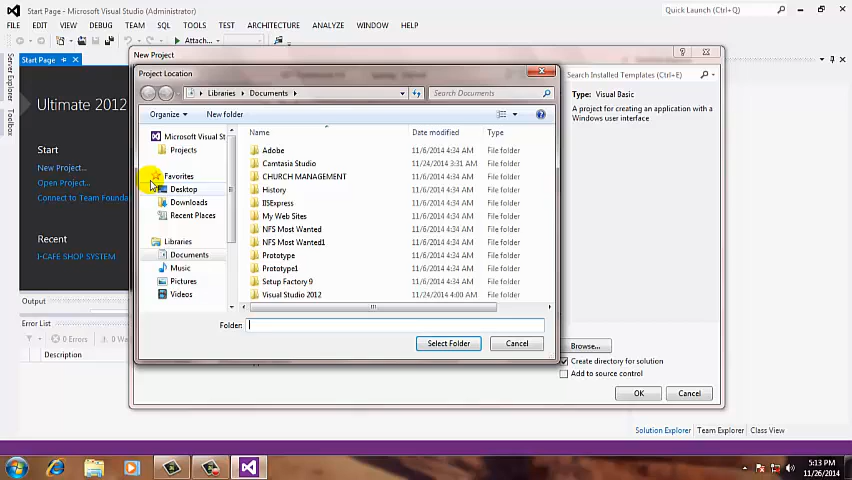 Start Page - Microsoft Visual Studio (Administrator)
Quick Launch (Ctrl+Q)
FILE EDIT VIEW DEBUG TEAM SQL TOOLS TEST ARCHITECTURE ANALYZE WINDOW HELP
Attach...
Start Page
Server Explorer
Toolbox
Ultimate 2012
Start
New Project...
Open Project...
Connect to Team Founda
Recent
I-CAFE SHOP SYSTEM
Output
Error List
0 Errors
0 Wa
Description
New Project
Search Installed Templates (Ctrl+E)
Type: Visual Basic
A project for creating an application with a
Windows user interface
Browse...
Create directory for solution
Add to source control
OK Cancel
Project Location
Libraries Documents
Search Documents
Organize New folder
Microsoft Visual St
Projects
Favorites
Desktop
Downloads
Recent Places
Libraries
Documents
Music
Pictures
Videos
Name Date modified Type
Adobe 11/6/2014 4:34 AM File folder
Camtasia Studio 11/24/2014 3:31 AM File folder
CHURCH MANAGEMENT 11/6/2014 4:34 AM File folder
History 11/6/2014 4:34 AM File folder
IISExpress 11/6/2014 4:34 AM File folder
My Web Sites 11/6/2014 4:34 AM File folder
NFS Most Wanted 11/6/2014 4:34 AM File folder
NFS Most Wanted1 11/6/2014 4:34 AM File folder
Prototype 11/6/2014 4:34 AM File folder
Prototype1 11/6/2014 4:34 AM File folder
Setup Factory 9 11/6/2014 4:34 AM File folder
Visual Studio 2012 11/24/2014 4:00 AM File folder
Folder:
Select Folder Cancel
Solution Explorer Team Explorer Class View
5:13 PM
11/26/2014